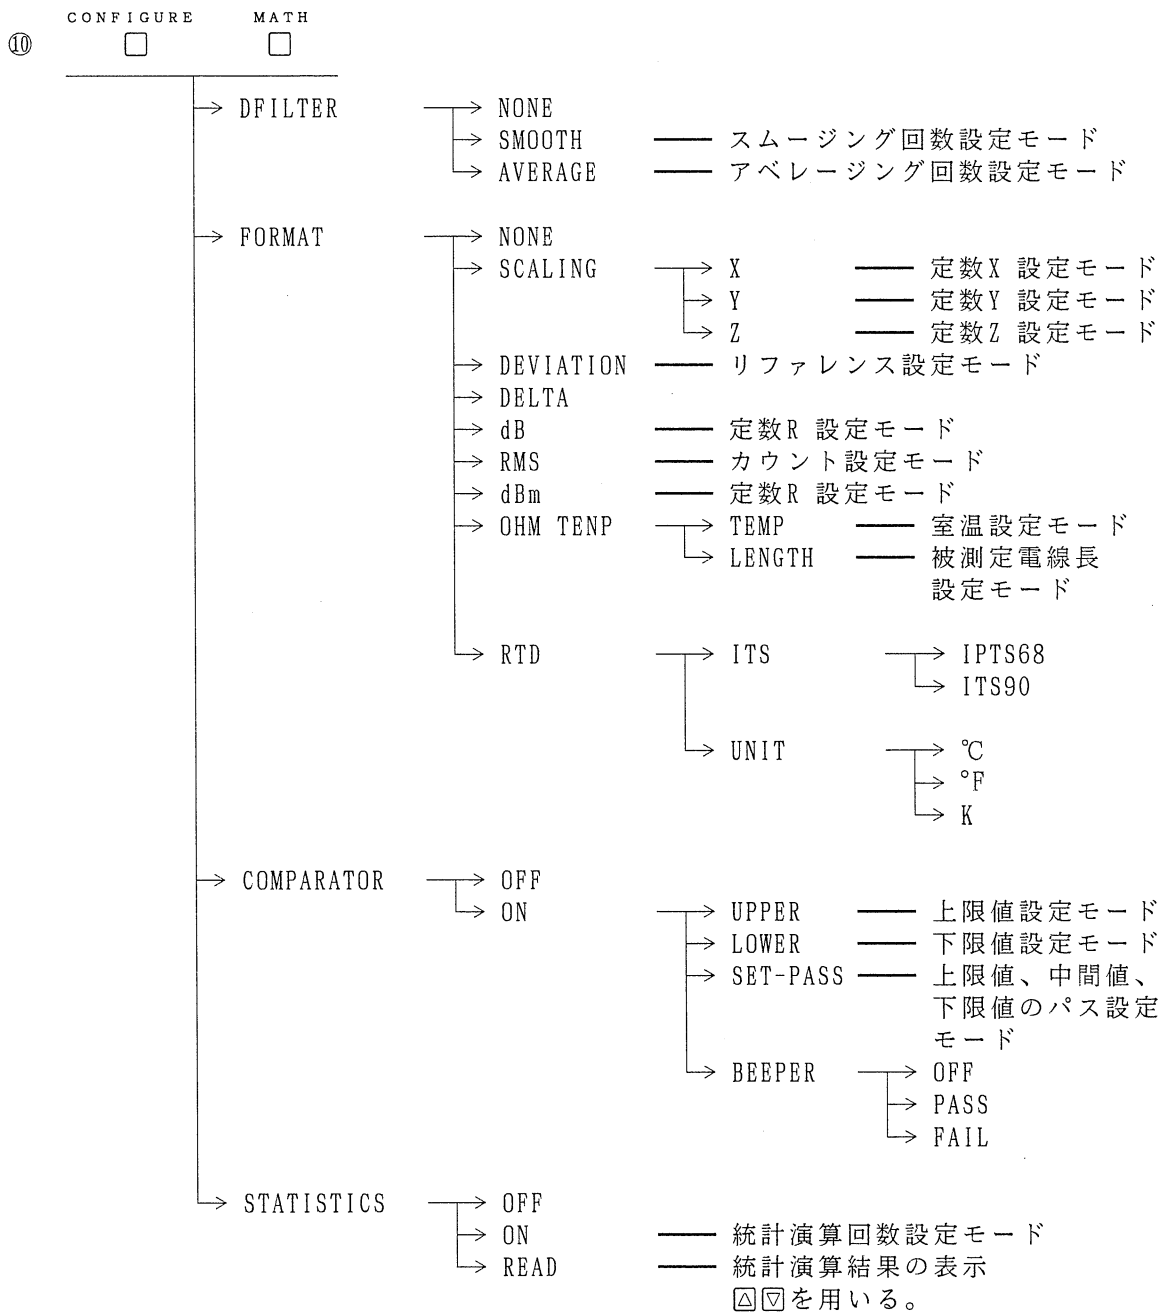 CONFIGURE MATH
⑩
DFILTER NONE
SMOOTH スムージング回数設定モード
AVERAGE アベレージング回数設定モード
FORMAT NONE
SCALING X 定数X 設定モード
Y 定数Y 設定モード
Z 定数Z 設定モード
DEVIATION リファレンス設定モード
DELTA
dB 定数R 設定モード
RMS カウント設定モード
dBm 定数R 設定モード
OHM TENP TEMP 室温設定モード
LENGTH 被測定電線長
設定モード
RTD ITS IPTS68
ITS90
UNIT ℃
°F
K
COMPARATOR OFF
ON UPPER 上限値設定モード
LOWER 下限値設定モード
SET-PASS 上限値、中間値、
下限値のパス設定
モード
BEEPER OFF
PASS
FAIL
STATISTICS OFF
ON 統計演算回数設定モード
READ 統計演算結果の表示
△▽を用いる。